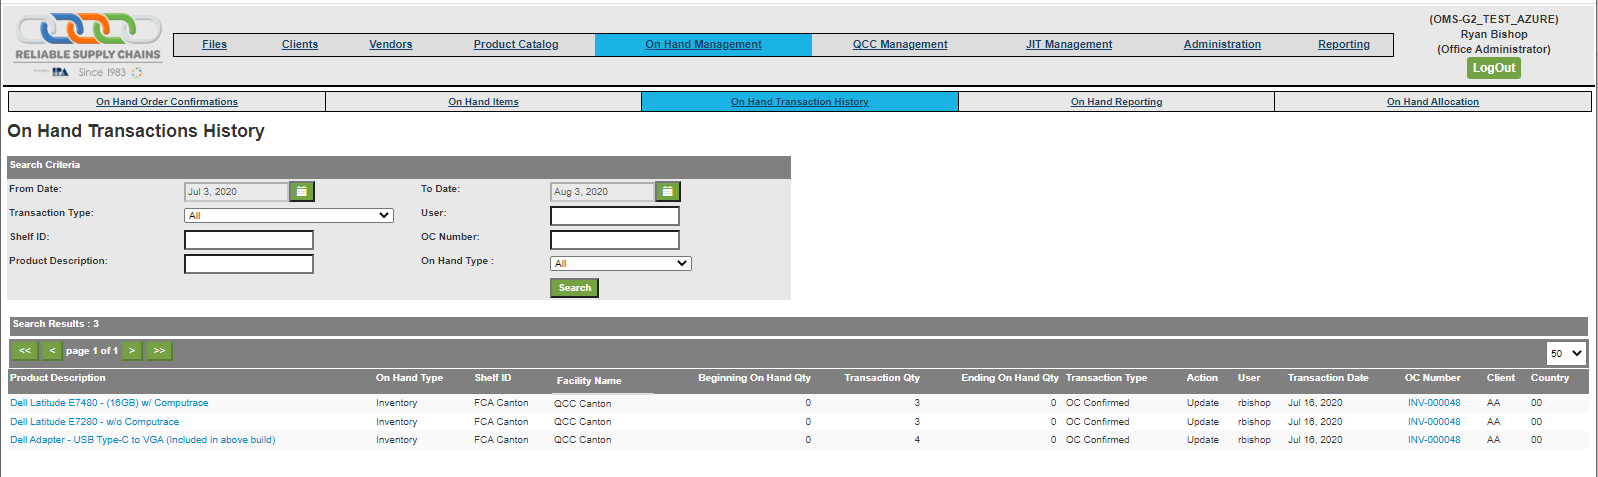 (OMS-G2_TEST_AZURE)
Ryan Bishop
(Office Administrator)
LogOut
RELIABLE SUPPLY CHAINS
IPA Since 1983
Files Clients Vendors Product Catalog On Hand Management QCC Management JIT Management Administration Reporting
On Hand Order Confirmations On Hand Items On Hand Transaction History On Hand Reporting On Hand Allocation
On Hand Transactions History
Search Criteria
From Date: Jul 3, 2020 To Date: Aug 3, 2020
Transaction Type: All User:
Shelf ID: OC Number:
Product Description: On Hand Type : All
Search
Search Results : 3
<< < page 1 of 1 > >> 50
Product Description On Hand Type Shelf ID Facility Name Beginning On Hand Qty Transaction Qty Ending On Hand Qty Transaction Type Action User Transaction Date OC Number Client Country
Dell Latitude E7480 - (16GB) w/ Computrace Inventory FCA Canton QCC Canton 0 3 0 OC Confirmed Update rbishop Jul 16, 2020 INV-000048 AA 00
Dell Latitude E7280 - w/o Computrace Inventory FCA Canton QCC Canton 0 3 0 OC Confirmed Update rbishop Jul 16, 2020 INV-000048 AA 00
Dell Adapter - USB Type-C to VGA (Included in above build) Inventory FCA Canton QCC Canton 0 4 0 OC Confirmed Update rbishop Jul 16, 2020 INV-000048 AA 00